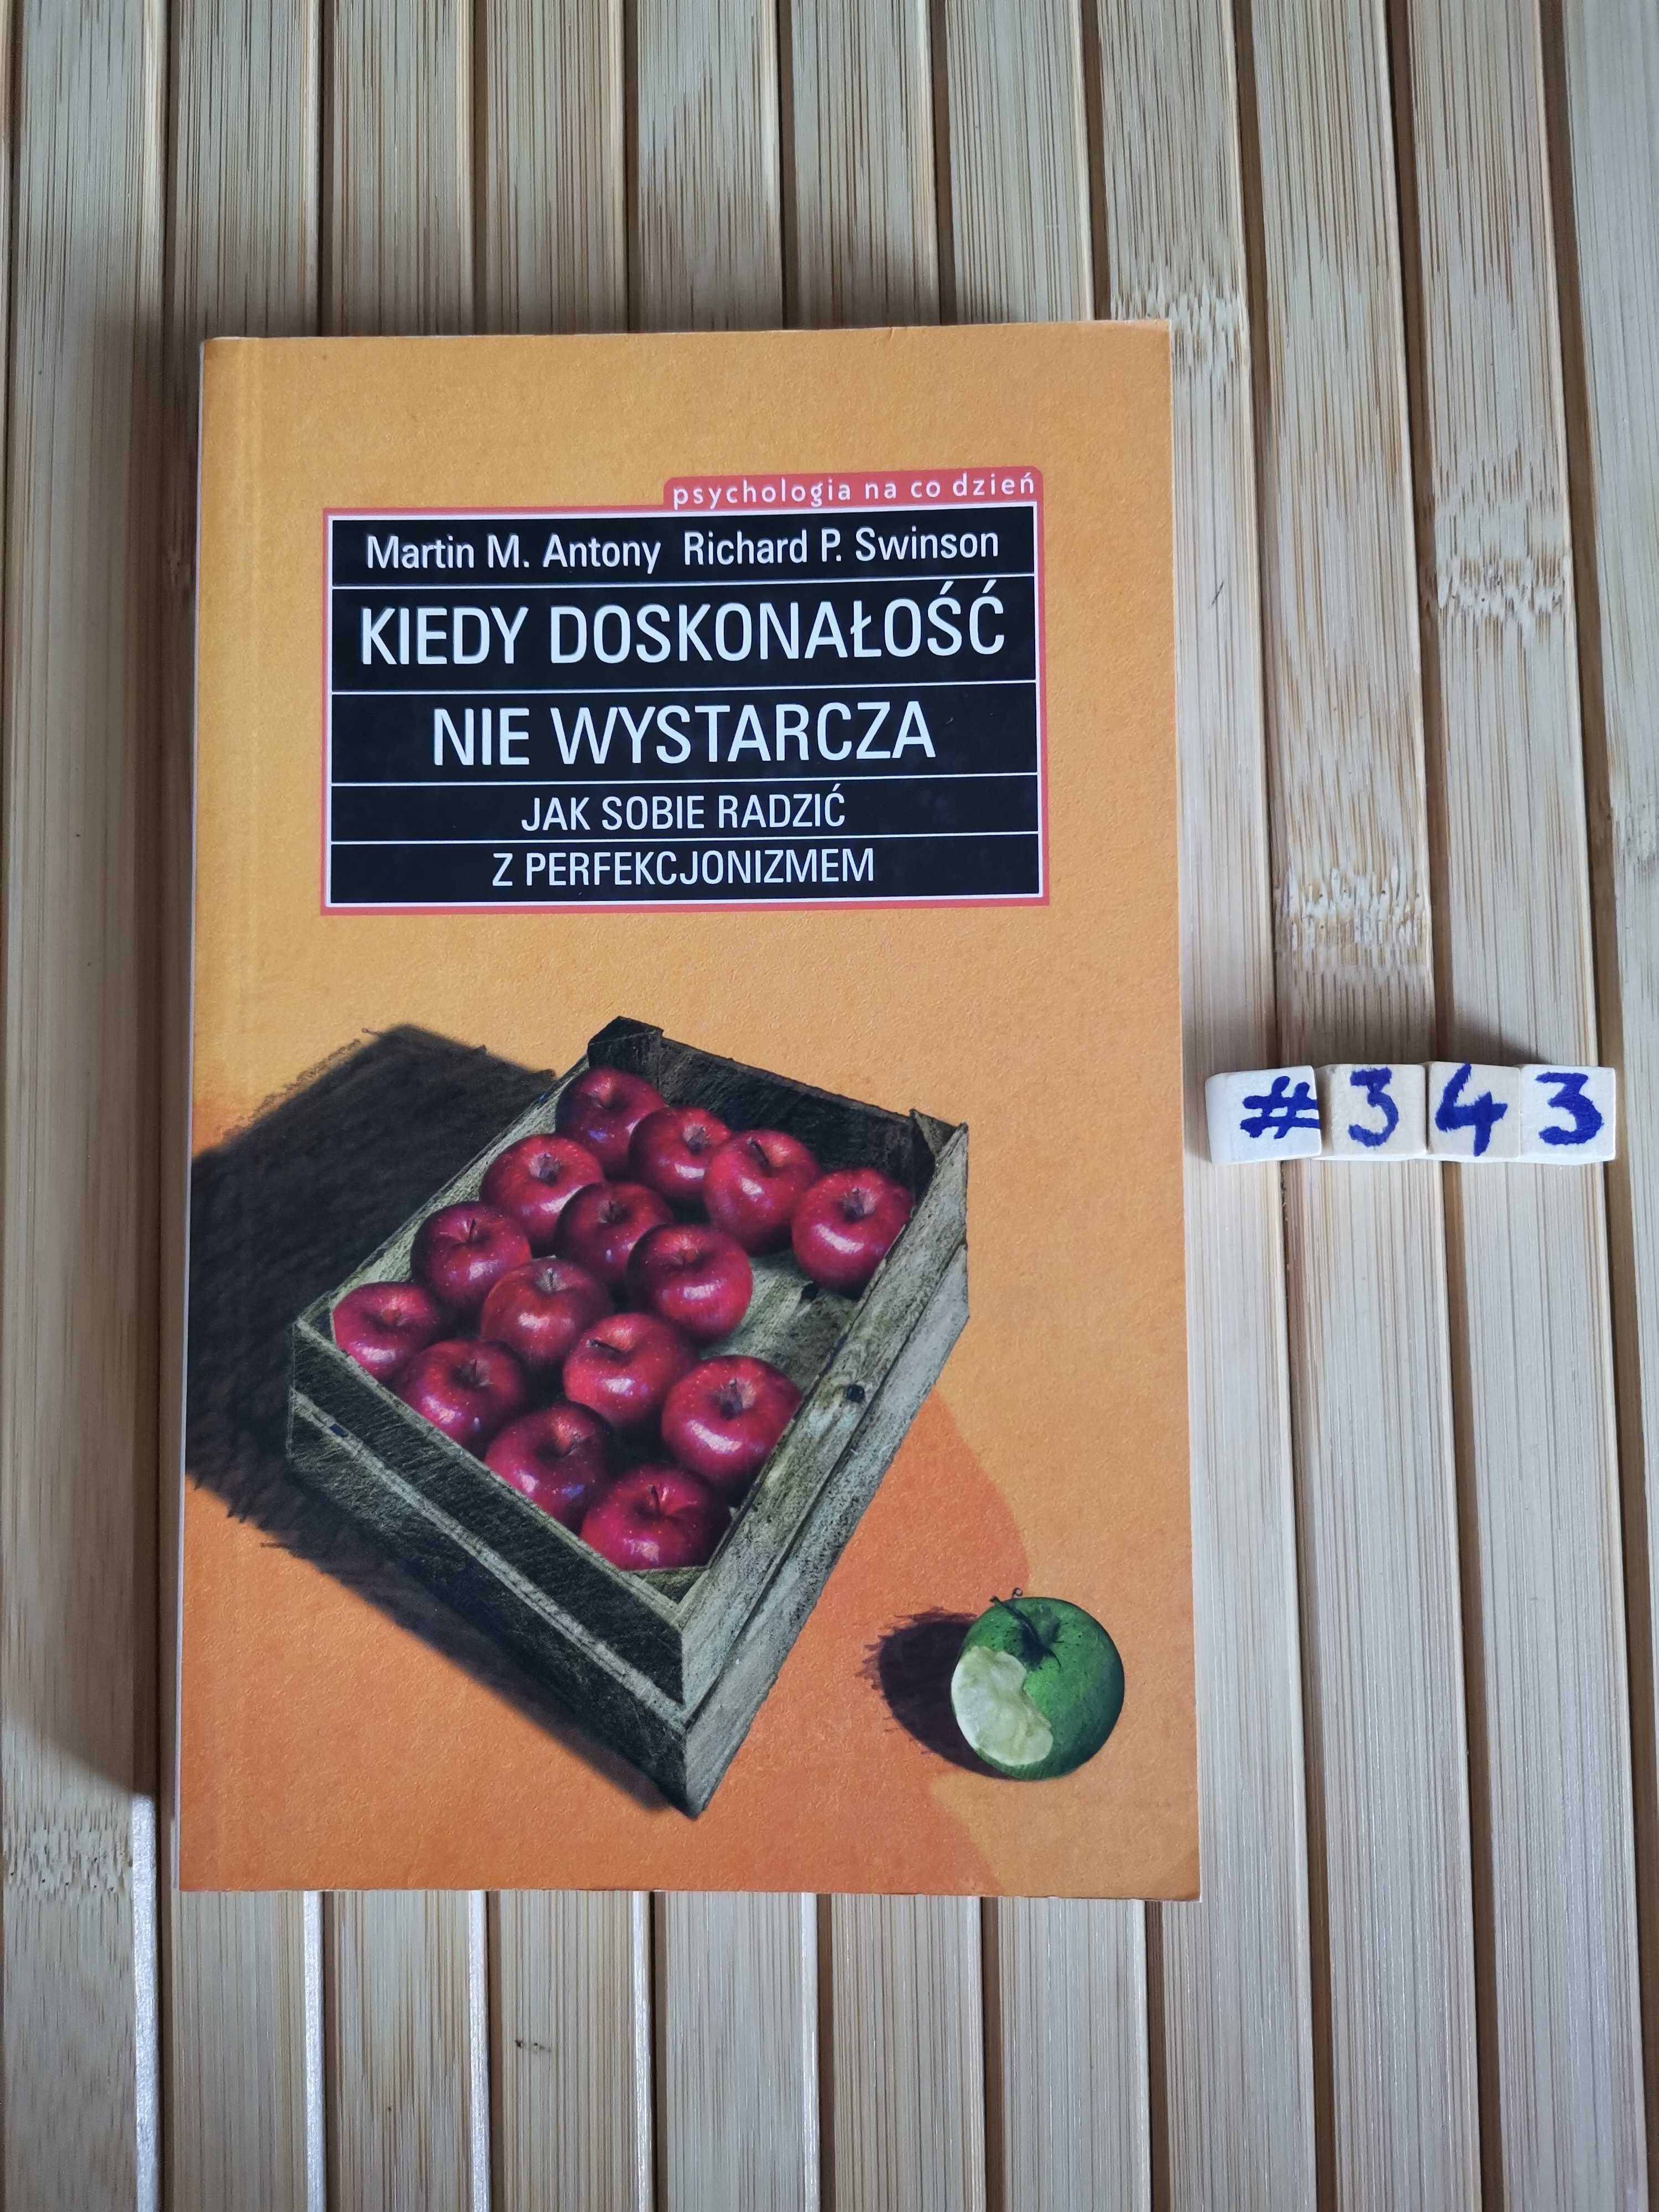 psychologia na co dzień
Martin M. Antony Richard P. Swinson
KIEDY DOSKONAŁOŚĆ
NIE WYSTARCZA
JAK SOBIE RADZIĆ
Z PERFEKCJONIZMEM
#343